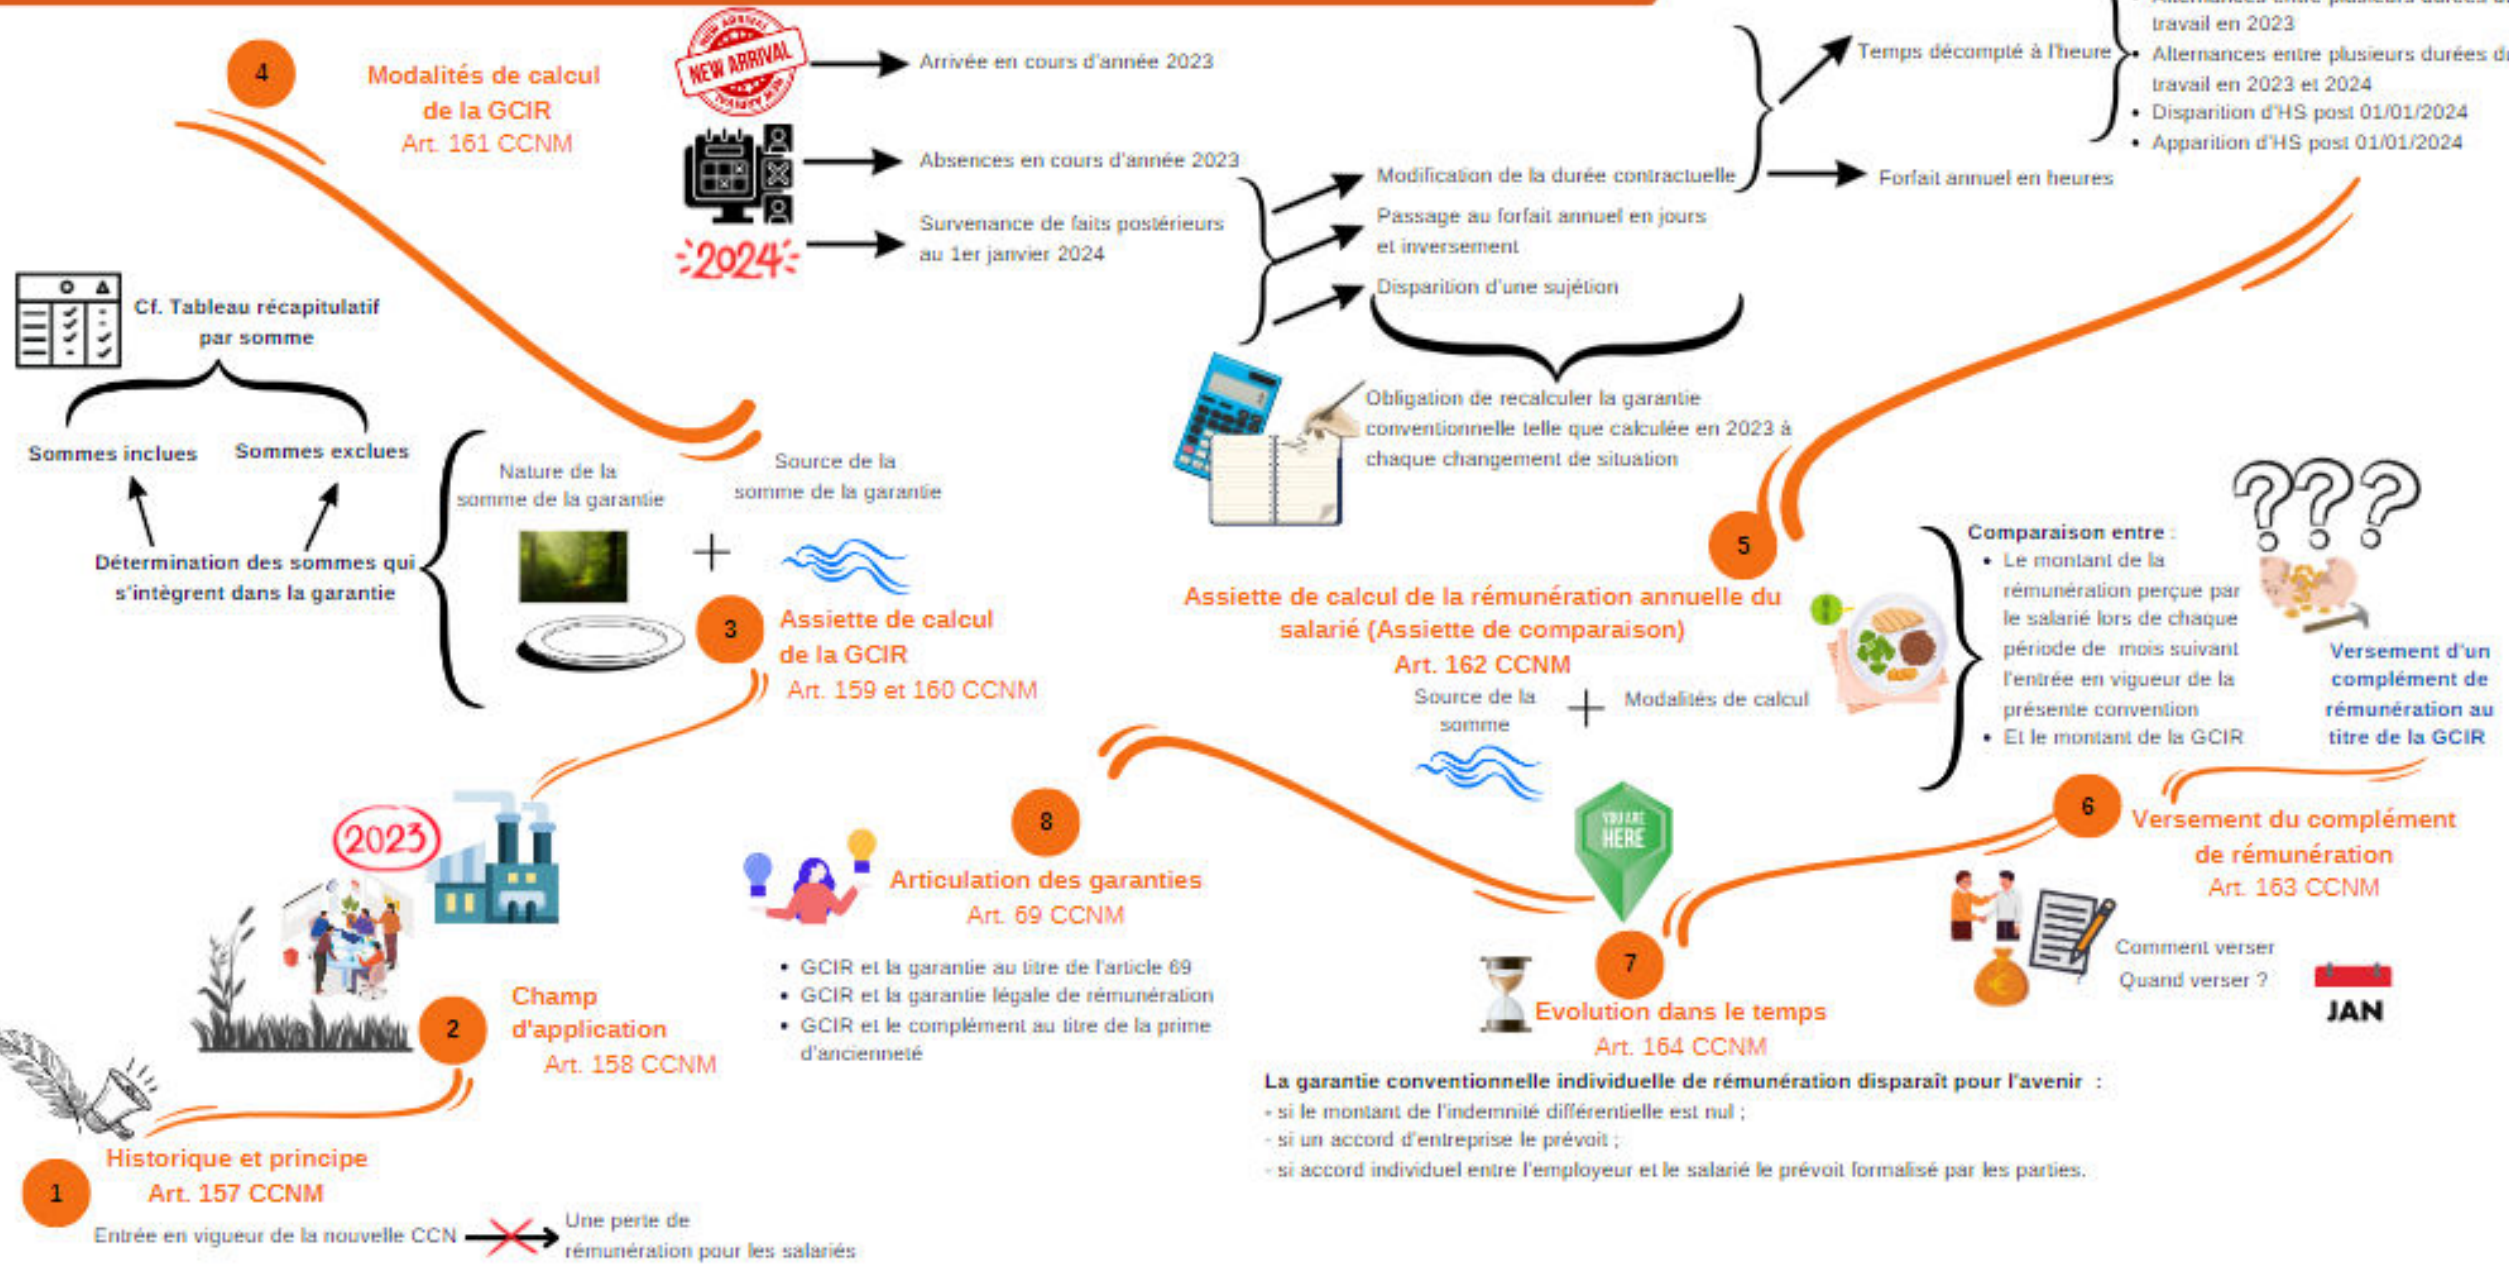 4
Modalités de calcul
de la GCIR
Art. 161 CCNM
NEW ARRIVAL
Arrivée en cours d'année 2023
Absences en cours d'année 2023
2024
Survenance de faits postérieurs
au 1er janvier 2024
Modification de la durée contractuelle
Passage au forfait annuel en jours
et inversement
Disparition d'une sujétion
Temps décompté à l'heure
travail en 2023
• Alternances entre plusieurs durées
travail en 2023 et 2024
• Disparition d'HS post 01/01/2024
• Apparition d'HS post 01/01/2024
Forfait annuel en heures
Obligation de recalculer la garantie
conventionnelle telle que calculée en 2023 à
chaque changement de situation
Cf. Tableau récapitulatif
par somme
Sommes inclues
Sommes exclues
Détermination des sommes qui
s'intègrent dans la garantie
Nature de la
somme de la garantie
+
Source de la
somme de la garantie
3
Assiette de calcul
de la GCIR
Art. 159 et 160 CCNM
5
Assiette de calcul de la rémunération annuelle du
salarié (Assiette de comparaison)
Art. 162 CCNM
Source de la
somme
+
Modalités de calcul
Comparaison entre :
• Le montant de la
rémunération perçue par
le salarié lors de chaque
période de mois suivant
l'entrée en vigueur de la
présente convention
• Et le montant de la GCIR
???
Versement d'un
complément de
rémunération au
titre de la GCIR
6
Versement du complément
de rémunération
Art. 163 CCNM
Comment verser
Quand verser ?
JAN
YOU ARE
HERE
7
Evolution dans le temps
Art. 164 CCNM
La garantie conventionnelle individuelle de rémunération disparaît pour l'avenir :
- si le montant de l'indemnité différentielle est nul ;
- si un accord d'entreprise le prévoit ;
- si accord individuel entre l'employeur et le salarié le prévoit formalisé par les parties.
8
Articulation des garanties
Art. 69 CCNM
• GCIR et la garantie au titre de l'article 69
• GCIR et la garantie légale de rémunération
• GCIR et le complément au titre de la prime
d'ancienneté
2023
2
Champ
d'application
Art. 158 CCNM
1
Historique et principe
Art. 157 CCNM
Entrée en vigueur de la nouvelle CCN
Une perte de
rémunération pour les salariés